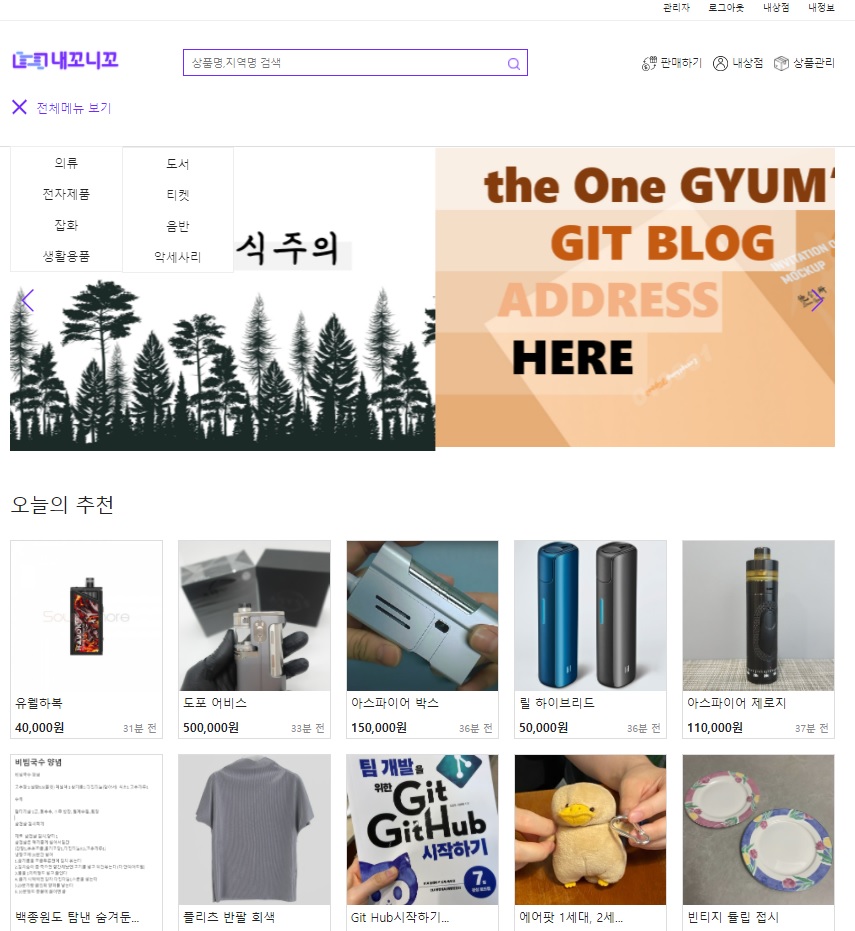 관리자 로그아웃 내상점 내정보
내꼬니꼬
상품명,지역명 검색
판매하기 내상점 상품관리
전체메뉴 보기
의류 도서
전자제품 티켓
잡화 음반
생활용품 악세사리
식주의
the One GYUM'
GIT BLOG
ADDRESS
HERE
INVITATION
MOCKUP
오늘의 추천
유웰하복
40,000원 31분 전
도포 어비스
500,000원 33분 전
아스파이어 박스
150,000원 36분 전
릴 하이브리드
50,000원 36분 전
아스파이어 제로지
110,000원 37분 전
비빔국수 양념
팀 개발을
위한
Git
GitHub
시작하기
백종원도 탐낸 숨겨둔...
플리츠 반팔 회색
Git Hub시작하기...
에어팟 1세대, 2세...
빈티지 튤립 접시